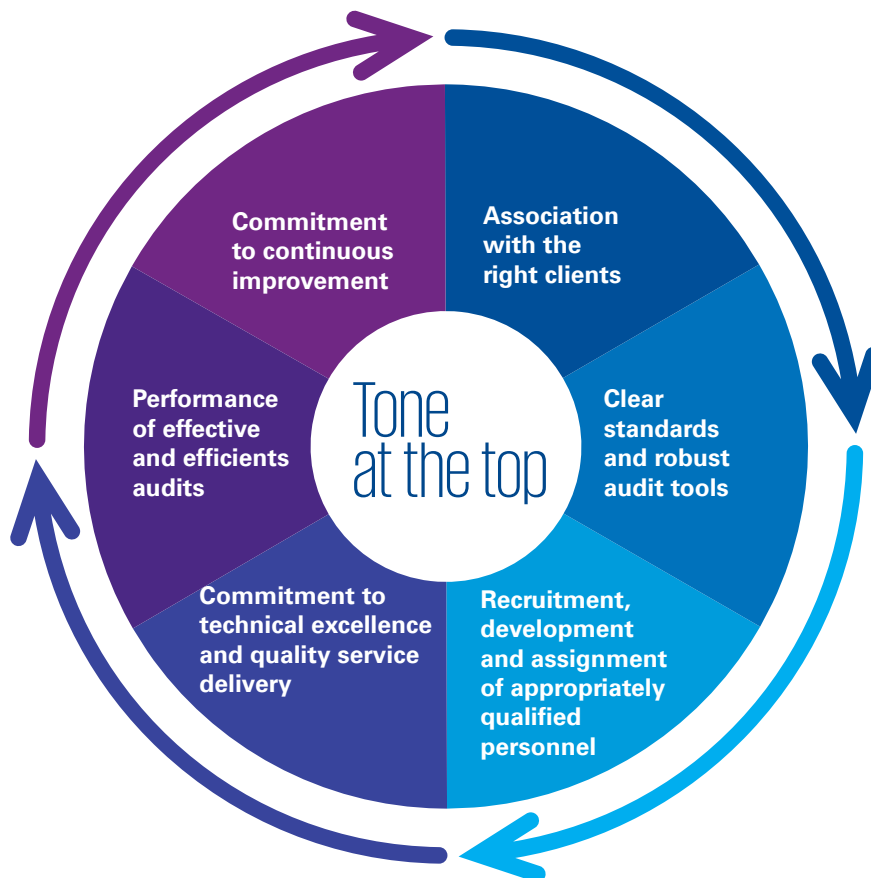 Commitment
to continuous
improvement
Association
with the
right clients
Clear
standards
and robust
audit tools
Recruitment,
development
and assignment
of appropriately
qualified
personnel
Commitment to
technical excellence
and quality service
delivery
Performance
of effective
and efficients
audits
Tone
at the top